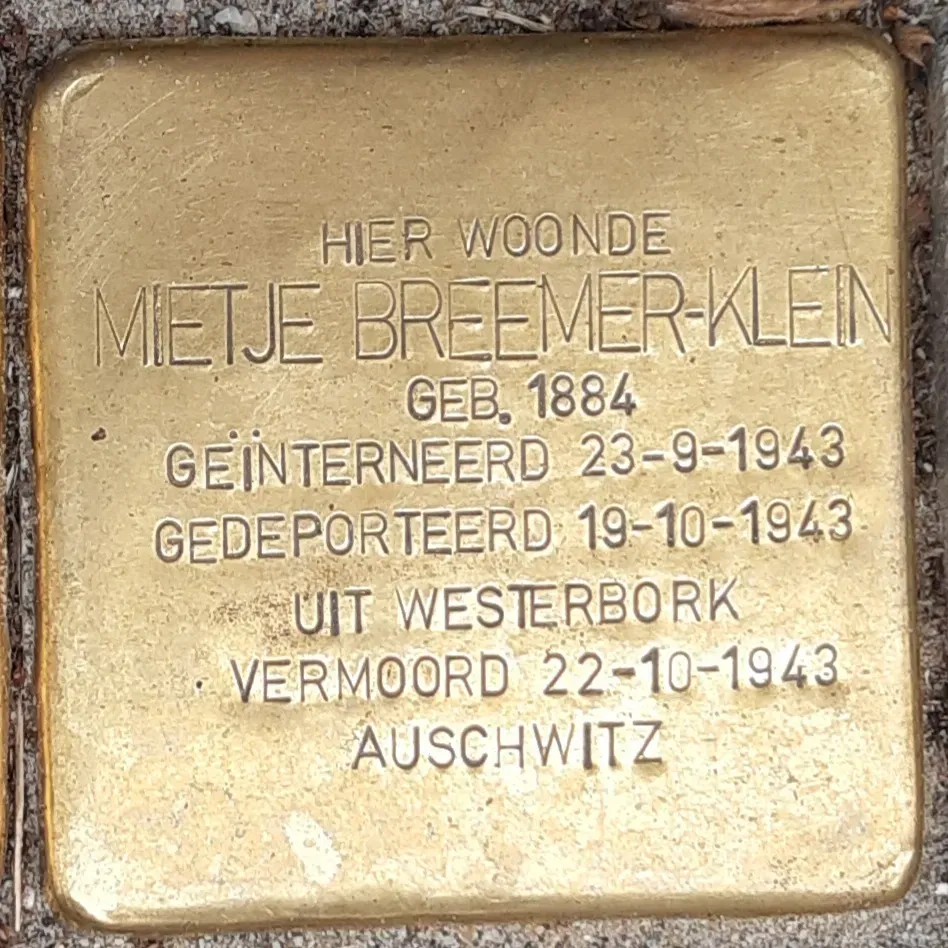 HIER WOONDE
MIETJE BREEMER-KLEIN
GEB. 1884
GEÏNTERNEERD 23-9-1943
GEDEPORTEERD 19-10-1943
UIT WESTERBORK
VERMOORD 22-10-1943
AUSCHWITZ